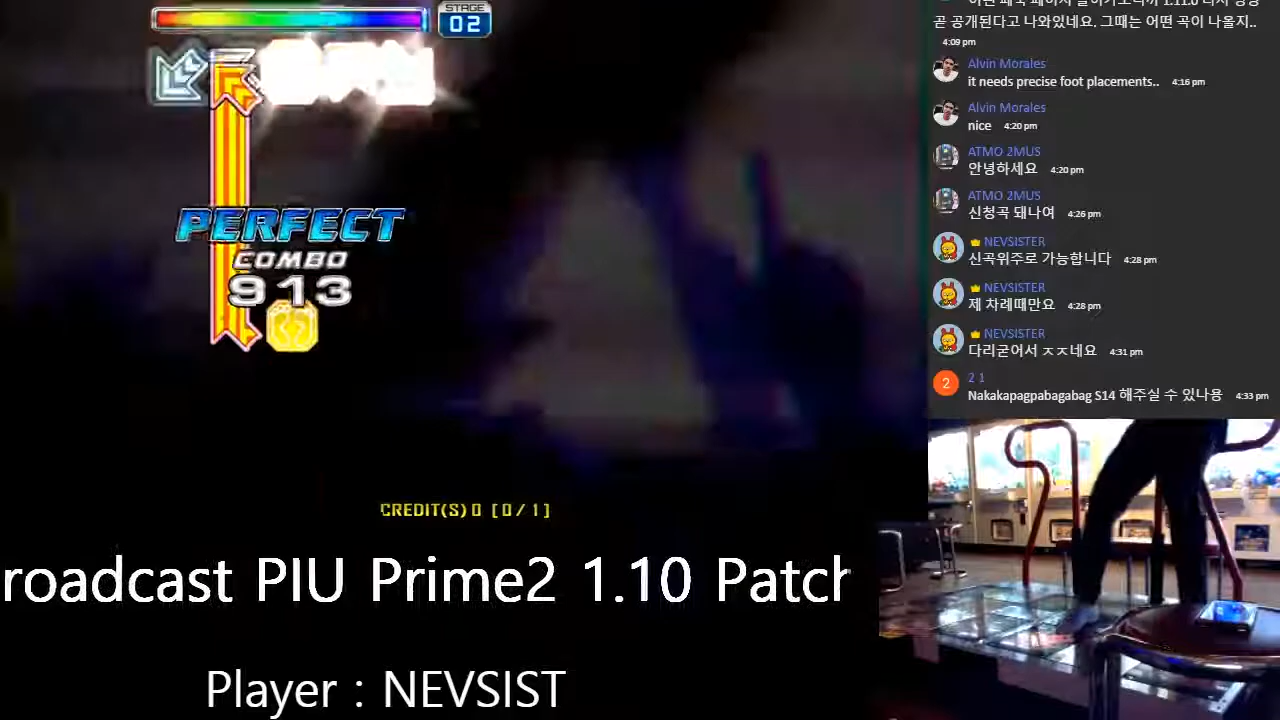 STAGE
02
PERFECT
COMBO
913
CREDIT(S) 0 [0/1]
roadcast PIU Prime2 1.10 Patch
Player : NEVSIST
곧 공개된다고 나와있네요. 그때는 어떤 곡이 나올지..
4:09 pm
Alvin Morales
it needs precise foot placements.. 4:16 pm
Alvin Morales
nice 4:20 pm
ATMO 2MUS
안녕하세요 4:20 pm
ATMO 2MUS
신청곡 돼나여 4:26 pm
NEVSISTER
신곡위주로 가능합니다 4:28 pm
NEVSISTER
제 차례때만요 4:28 pm
NEVSISTER
다리굳어서 ㅈㅈ네요 4:31 pm
2
2 1
Nakakapagpabagabag S14 해주실 수 있나용 4:33 pm